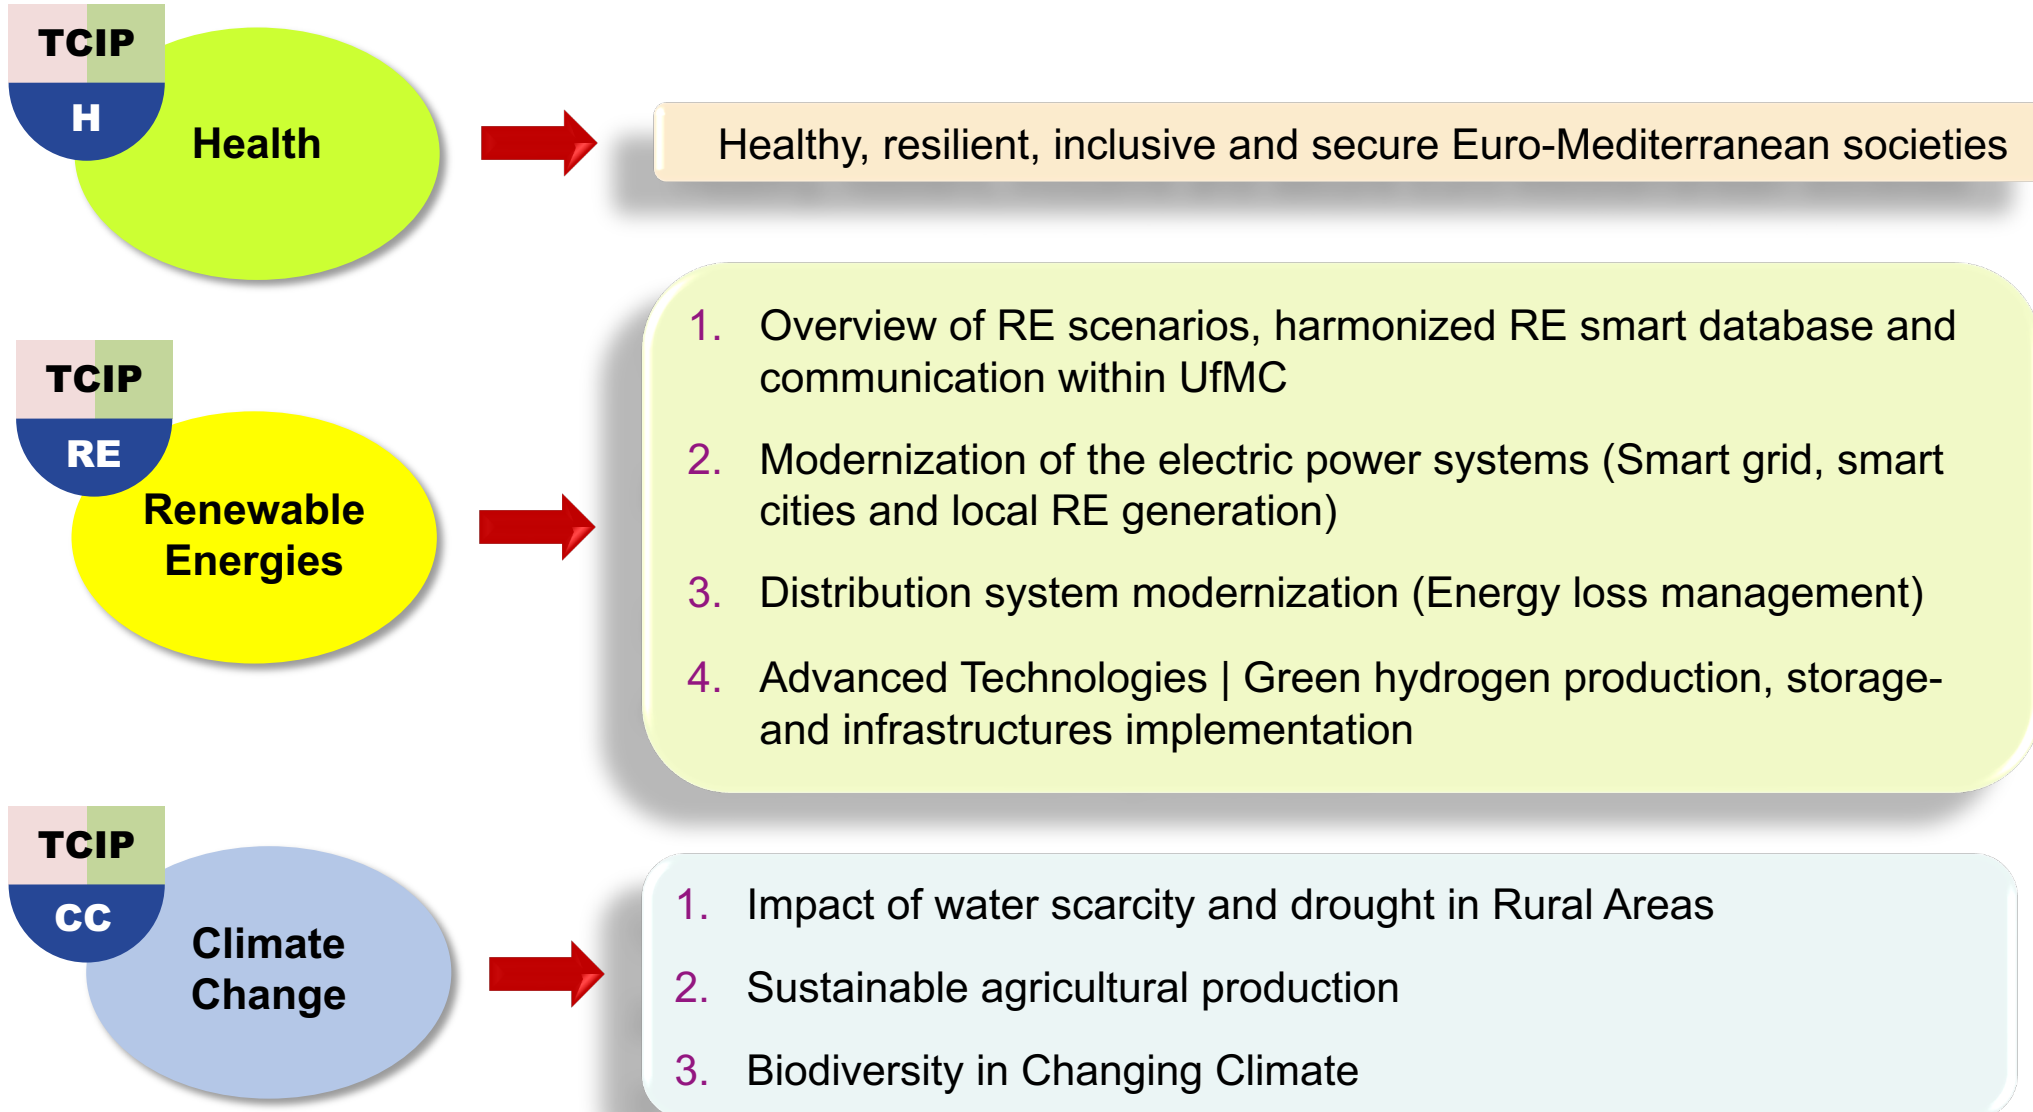 TCIP
H
Health
Healthy, resilient, inclusive and secure Euro-Mediterranean societies
TCIP
RE
Renewable
Energies
1. Overview of RE scenarios, harmonized RE smart database and
communication within UfMC
2. Modernization of the electric power systems (Smart grid, smart
cities and local RE generation)
3. Distribution system modernization (Energy loss management)
4. Advanced Technologies | Green hydrogen production, storage-
and infrastructures implementation
TCIP
CC
Climate
Change
1. Impact of water scarcity and drought in Rural Areas
2. Sustainable agricultural production
3. Biodiversity in Changing Climate